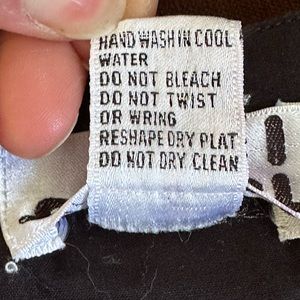 HAND WASH IN COOL
WATER
DO NOT BLEACH
DO NOT TWIST
OR WRING
RESHAPE DRY PLAT
DO NOT DRY CLEAN